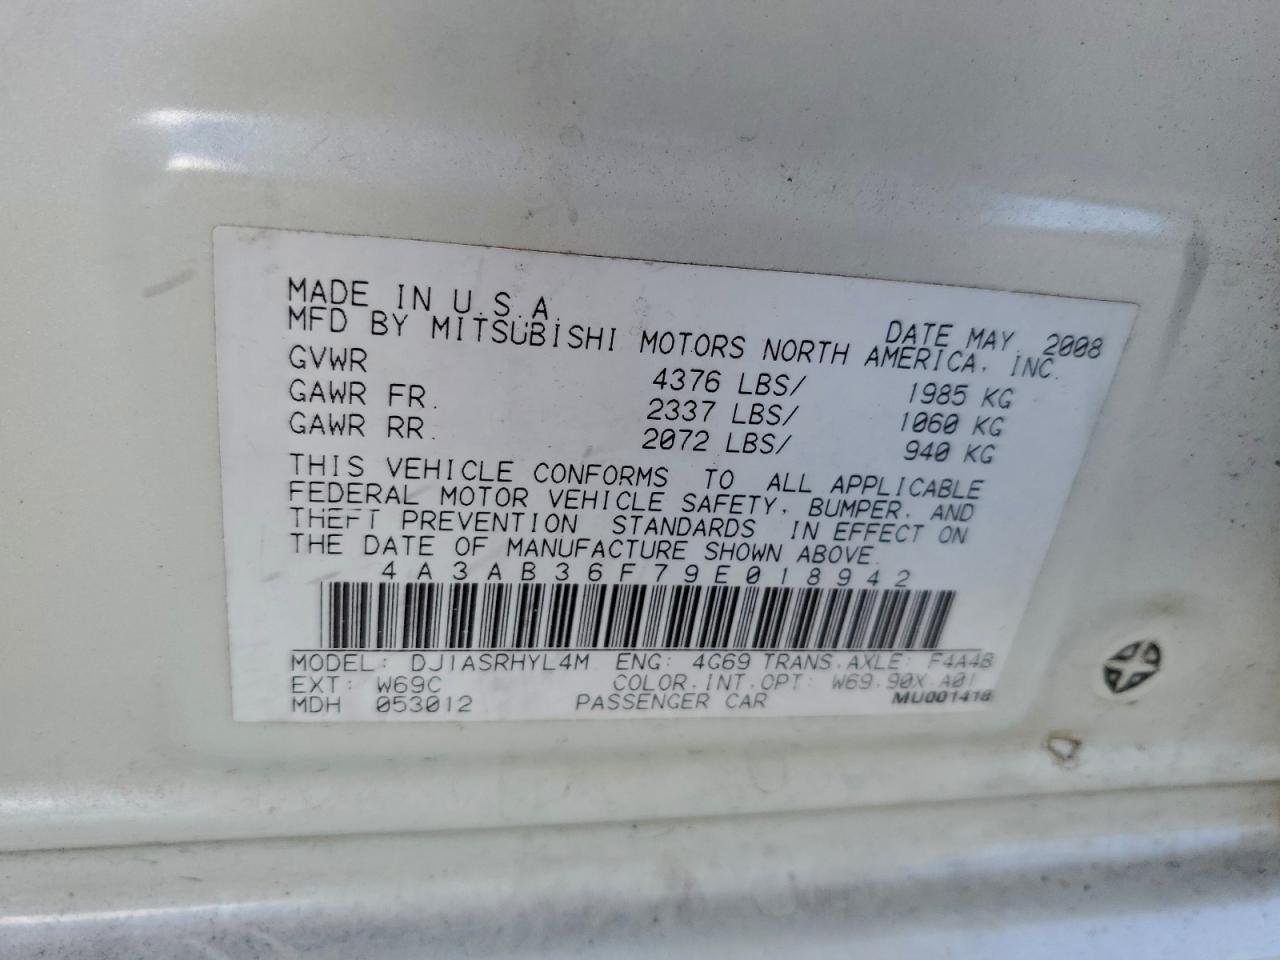 MADE IN U.S.A. DATE MAY, 2008
MFD BY MITSUBISHI MOTORS NORTH AMERICA, INC.
GVWR 4376 LBS/ 1985 KG
GAWR FR. 2337 LBS/ 1060 KG
GAWR RR. 2072 LBS/ 940 KG
THIS VEHICLE CONFORMS TO ALL APPLICABLE
FEDERAL MOTOR VEHICLE SAFETY, BUMPER, AND
THEFT PREVENTION STANDARDS IN EFFECT ON
THE DATE OF MANUFACTURE SHOWN ABOVE.
4A3AB36F79E018942
MODEL: DJ1ASRHYL4M ENG: 4G69 TRANS.AXLE: F4A4B
EXT: W69C COLOR.INT.OPT: W69.90X.A01
MDH 053012 PASSENGER CAR MU001418